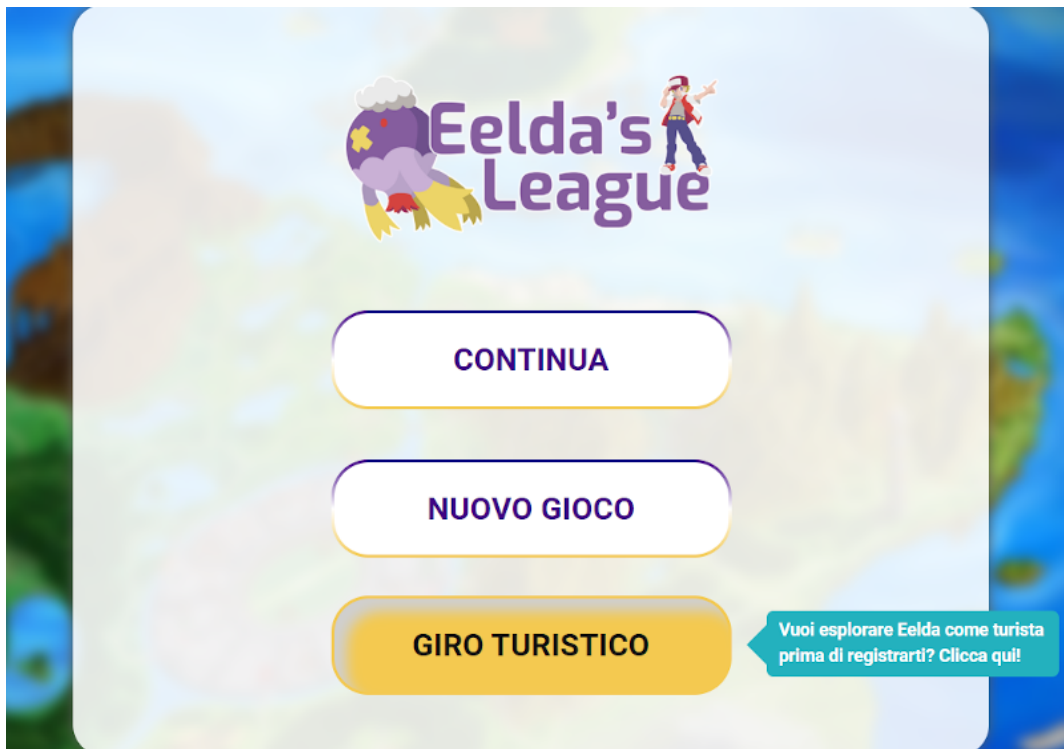 Eelda's
League
CONTINUA
NUOVO GIOCO
GIRO TURISTICO
Vuoi esplorare Eelda come turista
prima di registrarti? Clicca qui!